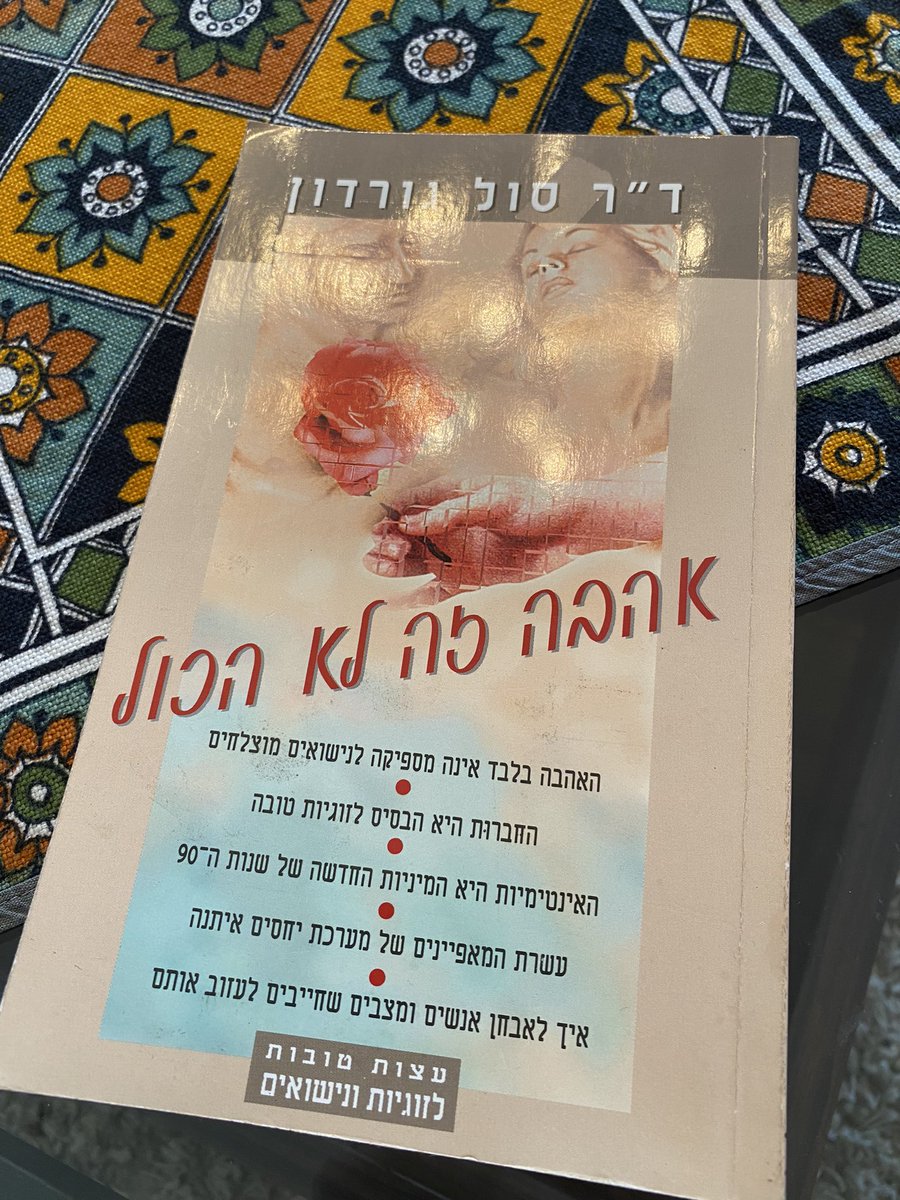 ד״ר סול וורדון
אהבה זה לא הכול
האהבה בלבד אינה מספיקה לנישואים מוצלחים
החברוּת היא הבסיס לזוגיות טובה
האינטימיות היא המיניות החדשה של שנות ה־90
עשרת המאפיינים של מערכת יחסים איתנה
איך לאבחן אנשים ומצבים שחייבים לעזוב אותם
עצות טובות
לזוגיות ונישואים